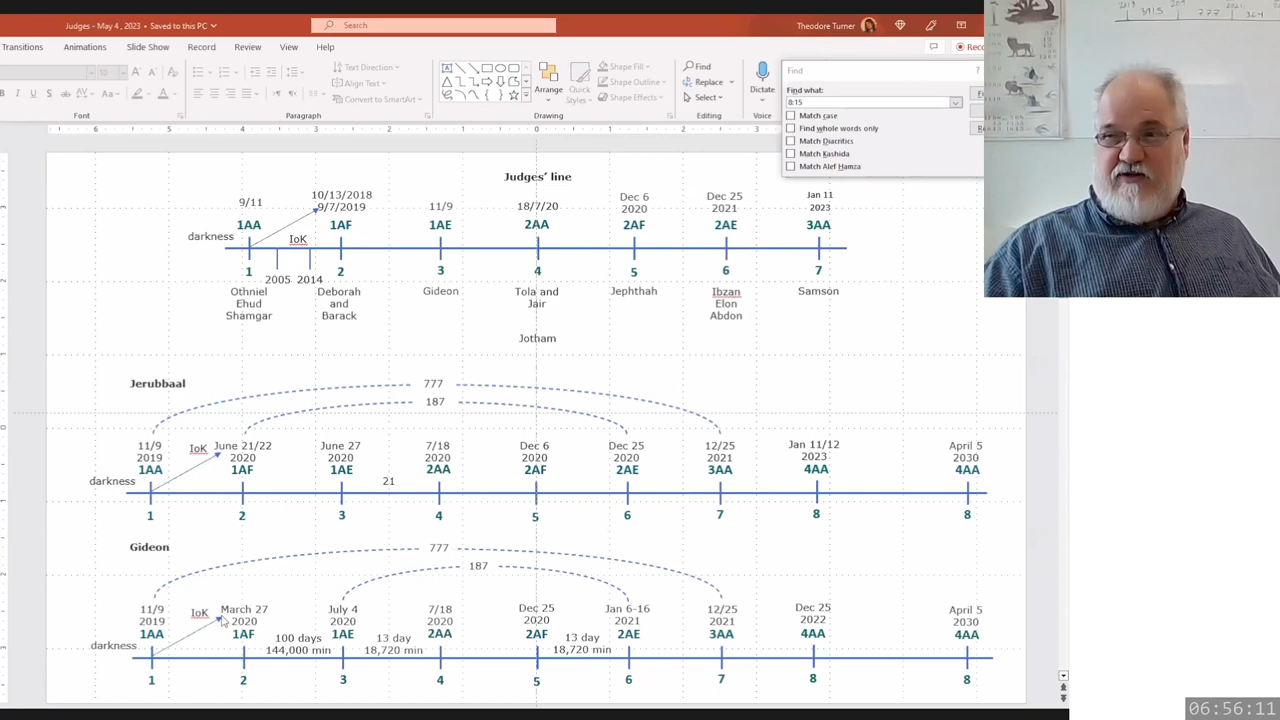 Judges - May 4, 2023 • Saved to this PC
Search
Theodore Turner
Transitions Animations Slide Show Record Review View Help
Text Direction
Align Text
Convert to SmartArt
Arrange
Quick Styles
Shape Fill
Shape Outline
Shape Effects
Find
Replace
Select
Dictate
Font Paragraph Drawing Editing Voice
Find
?
Find what:
8:15
Match case
Find whole words only
Match Diacritics
Match Kashida
Match Alef Hamza
Judges’ line
9/11 10/13/2018 9/7/2019 11/9 18/7/20 Dec 6 2020 Dec 25 2021 Jan 11 2023
1AA 1AF 1AE 2AA 2AF 2AE 3AA
darkness IoK
1 2 3 4 5 6 7
2005 2014
Othniel Ehud Shamgar
Deborah and Barack
Gideon
Tola and Jair
Jephthah
Ibzan Elon Abdon
Samson
Jotham
Jerubbaal
777
187
11/9 2019 IoK June 21/22 2020 June 27 2020 7/18 2020 Dec 6 2020 Dec 25 2021 12/25 2021 Jan 11/12 2023 April 5 2030
1AA 1AF 1AE 2AA 2AF 2AE 3AA 4AA 4AA
darkness 21
1 2 3 4 5 6 7 8 8
Gideon
777
187
11/9 2019 IoK March 27 2020 July 4 2020 7/18 2020 Dec 25 2020 Jan 6-16 2021 12/25 2021 Dec 25 2022 April 5 2030
1AA 1AF 1AE 2AA 2AF 2AE 3AA 4AA 4AA
darkness 100 days 144,000 min 13 day 18,720 min 13 day 18,720 min
1 2 3 4 5 6 7 8 8
06:56:11